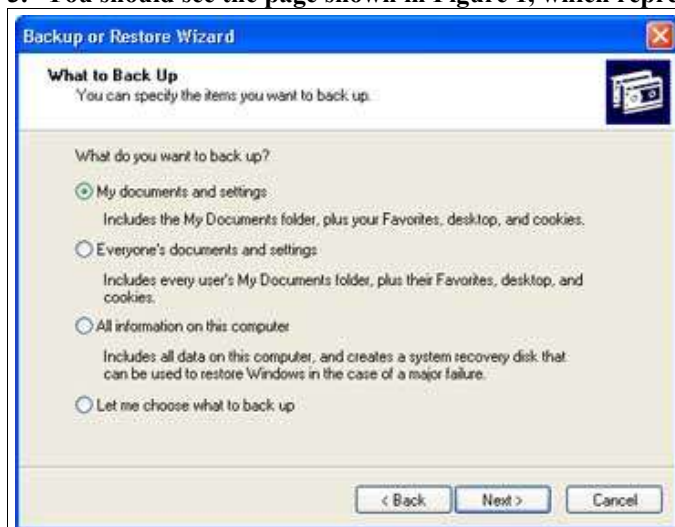 3. You should see the page shown in Figure 1, which repre
Backup or Restore Wizard
What to Back Up
You can specify the items you want to back up.
What do you want to back up?
My documents and settings
Includes the My Documents folder, plus your Favorites, desktop, and cookies.
Everyone's documents and settings
Includes every user's My Documents folder, plus their Favorites, desktop, and
cookies.
All information on this computer
Includes all data on this computer, and creates a system recovery disk that
can be used to restore Windows in the case of a major failure.
Let me choose what to back up
< Back
Next >
Cancel